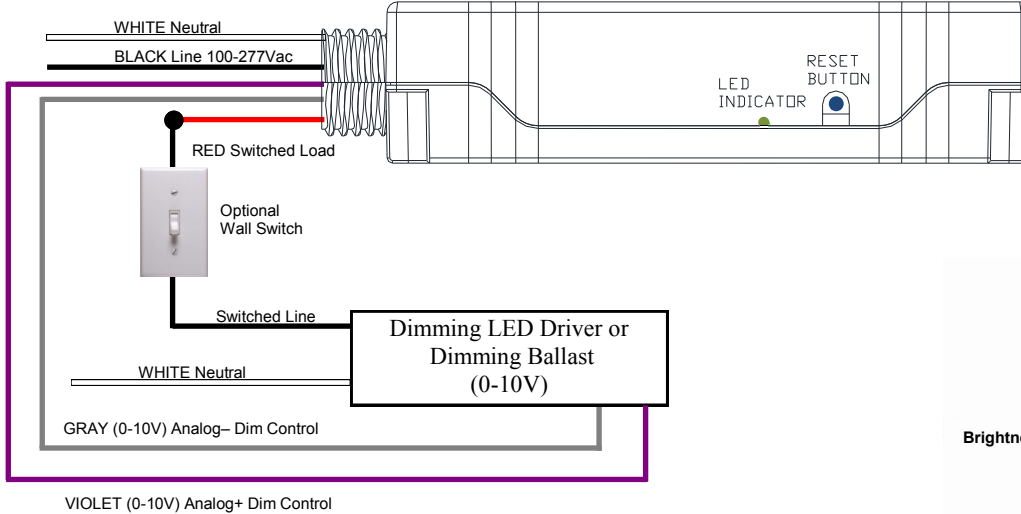 WHITE Neutral
BLACK Line 100-277Vac
RESET
BUTTON
LED
INDICATOR
RED Switched Load
Optional
Wall Switch
Switched Line
Dimming LED Driver or
Dimming Ballast
(0-10V)
WHITE Neutral
GRAY (0-10V) Analog– Dim Control
VIOLET (0-10V) Analog+ Dim Control